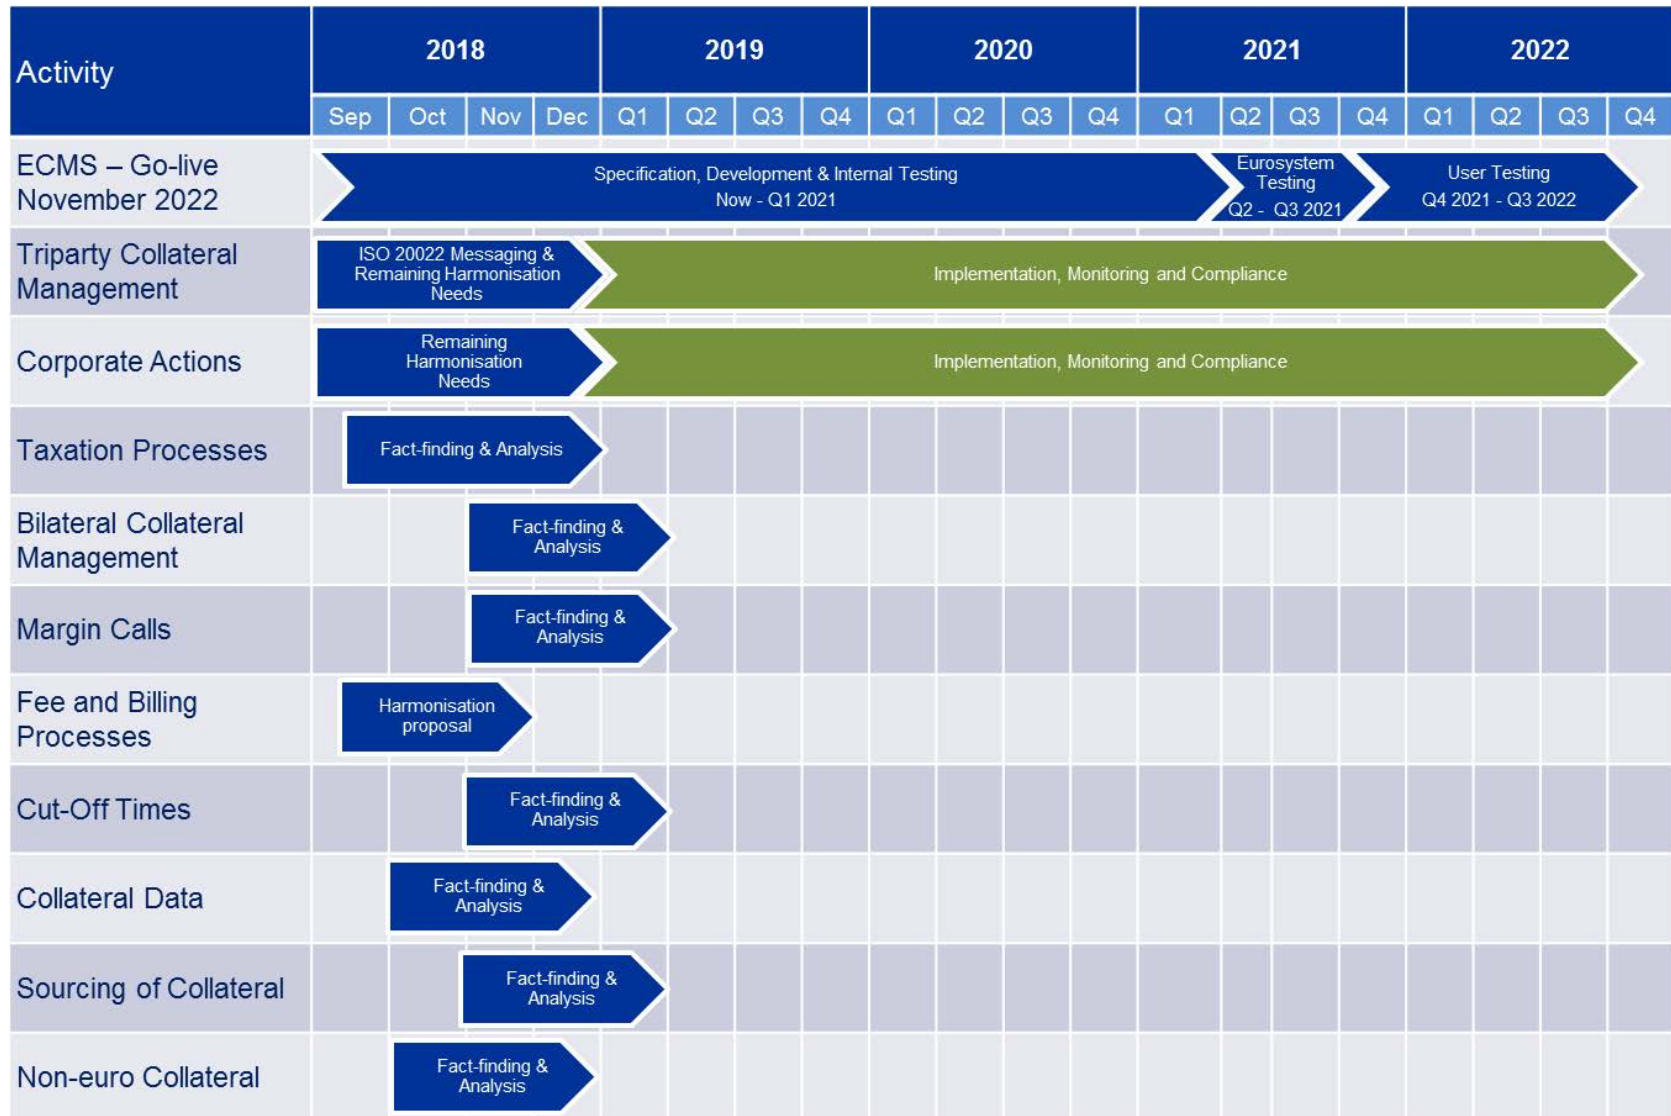 Activity
2018
2019
2020
2021
2022
Sep Oct Nov Dec Q1 Q2 Q3 Q4 Q1 Q2 Q3 Q4 Q1 Q2 Q3 Q4 Q1 Q2 Q3 Q4
ECMS – Go-live
November 2022
Specification, Development & Internal Testing
Now - Q1 2021
Eurosystem
Testing
Q2 - Q3 2021
User Testing
Q4 2021 - Q3 2022
Triparty Collateral
Management
ISO 20022 Messaging &
Remaining Harmonisation
Needs
Implementation, Monitoring and Compliance
Corporate Actions
Remaining
Harmonisation
Needs
Implementation, Monitoring and Compliance
Taxation Processes
Fact-finding & Analysis
Bilateral Collateral
Management
Fact-finding &
Analysis
Margin Calls
Fact-finding &
Analysis
Fee and Billing
Processes
Harmonisation
proposal
Cut-Off Times
Fact-finding &
Analysis
Collateral Data
Fact-finding &
Analysis
Sourcing of Collateral
Fact-finding &
Analysis
Non-euro Collateral
Fact-finding &
Analysis